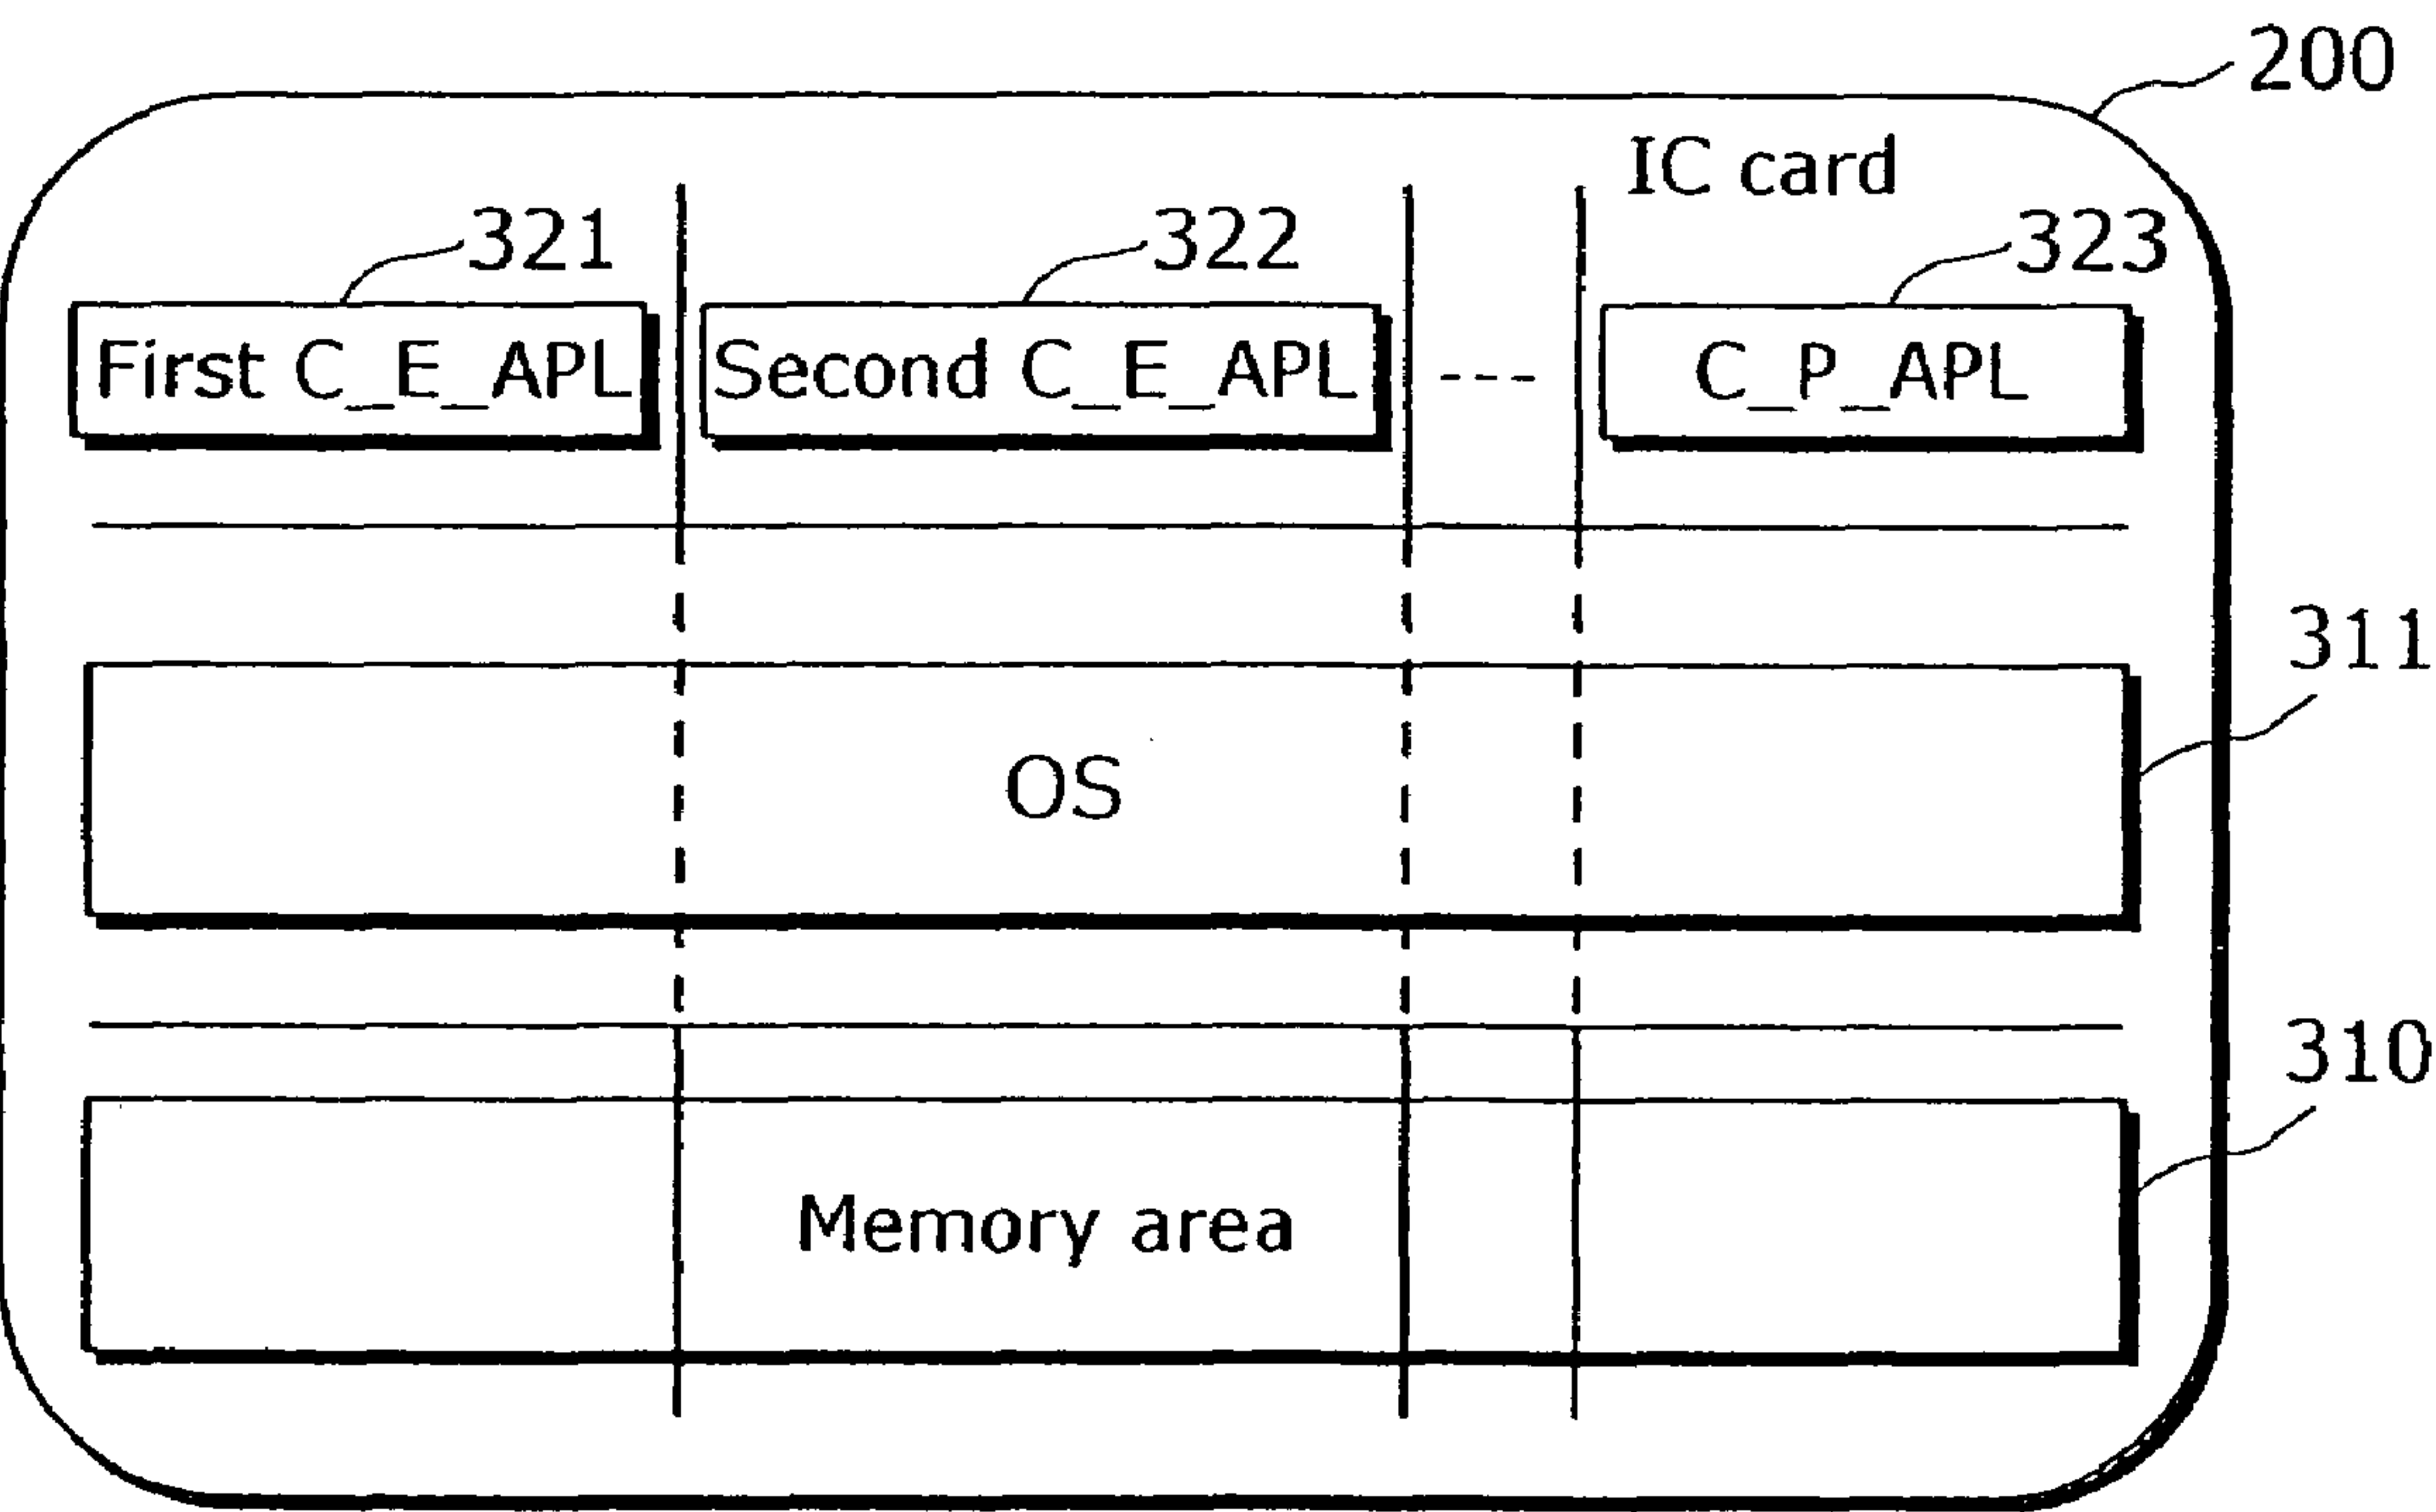 200
IC card
321
322
323
First C_E_APL
Second C_E_APL
---
C_P_APL
311
OS
310
Memory area